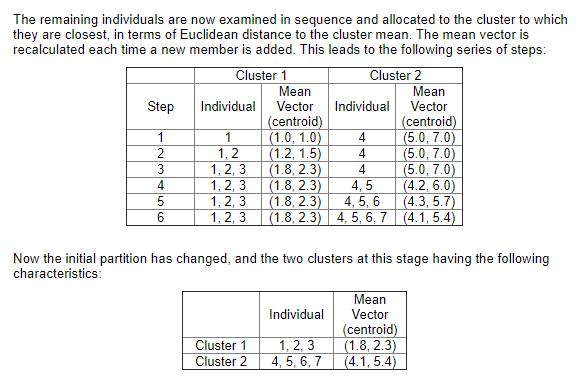 The remaining individuals are now examined in sequence and allocated to the cluster to which
they are closest, in terms of Euclidean distance to the cluster mean. The mean vector is
recalculated each time a new member is added. This leads to the following series of steps:
Cluster 1 Cluster 2
Step Individual Mean Vector (centroid) Individual Mean Vector (centroid)
1 1 (1.0, 1.0) 4 (5.0, 7.0)
2 1, 2 (1.2, 1.5) 4 (5.0, 7.0)
3 1, 2, 3 (1.8, 2.3) 4 (5.0, 7.0)
4 1, 2, 3 (1.8, 2.3) 4, 5 (4.2, 6.0)
5 1, 2, 3 (1.8, 2.3) 4, 5, 6 (4.3, 5.7)
6 1, 2, 3 (1.8, 2.3) 4, 5, 6, 7 (4.1, 5.4)
Now the initial partition has changed, and the two clusters at this stage having the following
characteristics:
Individual Mean Vector (centroid)
Cluster 1 1, 2, 3 (1.8, 2.3)
Cluster 2 4, 5, 6, 7 (4.1, 5.4)